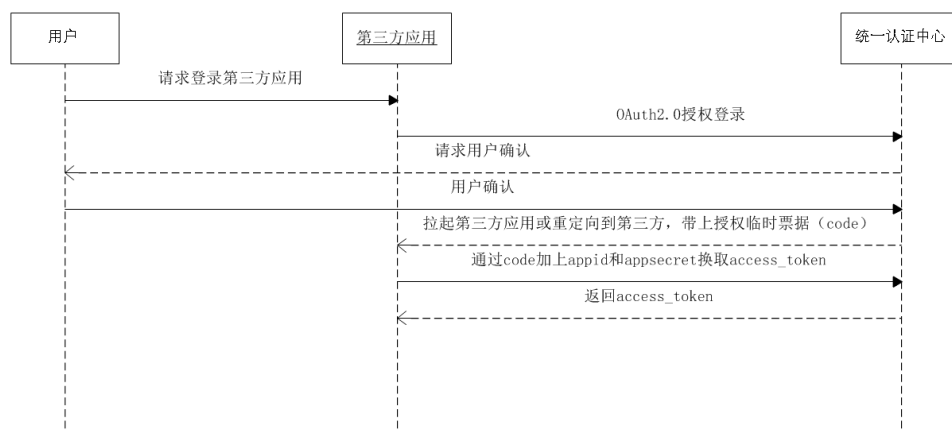 用户
第三方应用
统一认证中心
请求登录第三方应用
OAuth2.0授权登录
请求用户确认
用户确认
拉起第三方应用或重定向到第三方，带上授权临时票据（code）
通过code加上appid和appsecret换取access_token
返回access_token